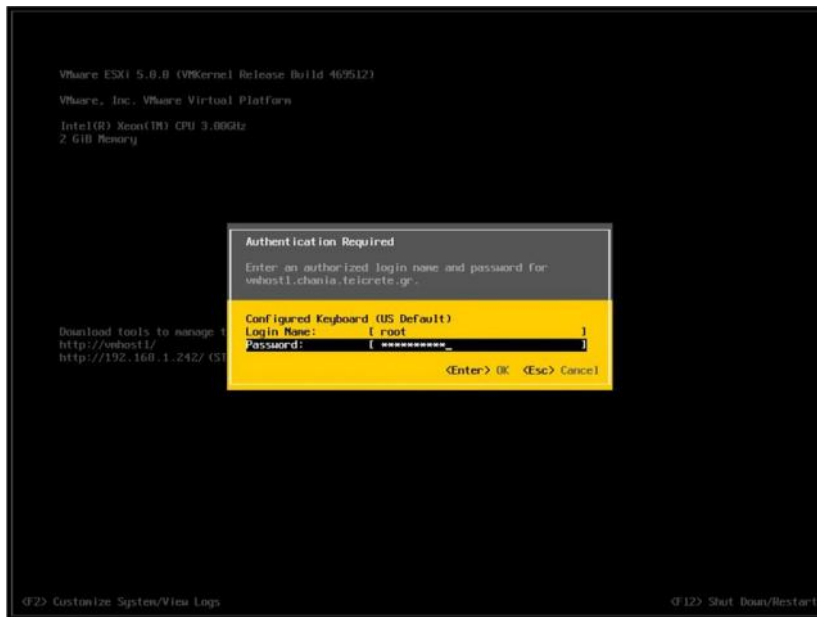 VMware ESXi 5.0.0 (VMKernel Release Build 469512)
VMware, Inc. VMware Virtual Platform
Intel(R) Xeon(TM) CPU 3.00GHz
2 GiB Memory
Authentication Required
Enter an authorized login name and password for
vmhost1.chania.teicrete.gr.
Configured Keyboard (US Default)
Login Name: [ root ]
Password: [ **********_ ]
<Enter> OK <Esc> Cancel
Download tools to manage t
http://vmhost1/
http://192.168.1.242/ (ST
<F2> Customize System/View Logs
<F12> Shut Down/Restart